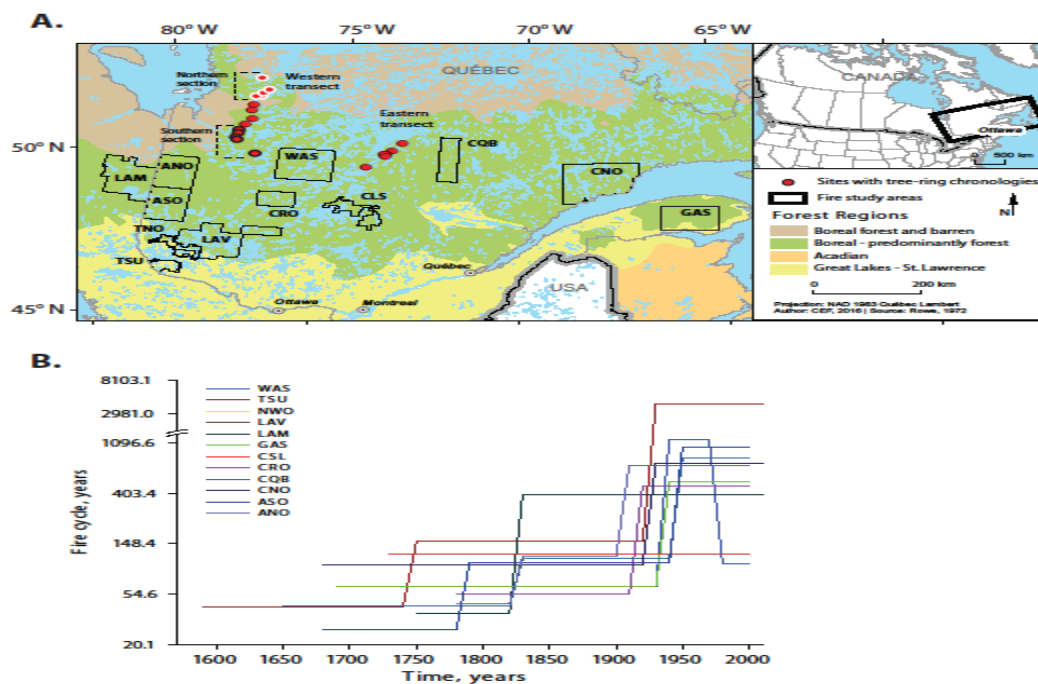 A.
80° W 75° W 70° W 65° W
Northern
section
Western
transect
QUÉBEC
Eastern
transect
Southern
section
50° N
LAM
ANO
ASO
WAS
CQB
CNO
CRO
CLS
GAS
TNO
LAV
TSU
Québec
USA
45° N
Ottawa
Montreal
CANADA
Ottawa
0 500 km
Sites with tree-ring chronologies
Fire study areas
N
Forest Regions
Boreal forest and barren
Boreal - predominantly forest
Acadian
Great Lakes - St. Lawrence
0 200 km
Projection: NAD 1983 Québec Lambert
Author: CEF, 2016 | Source: Rowe, 1972
B.
8103.1
2981.0
1096.6
403.4
148.4
54.6
20.1
Fire cycle, years
WAS
TSU
NWO
LAV
LAM
GAS
CSL
CRO
CQB
CNO
ASO
ANO
1600 1650 1700 1750 1800 1850 1900 1950 2000
Time, years